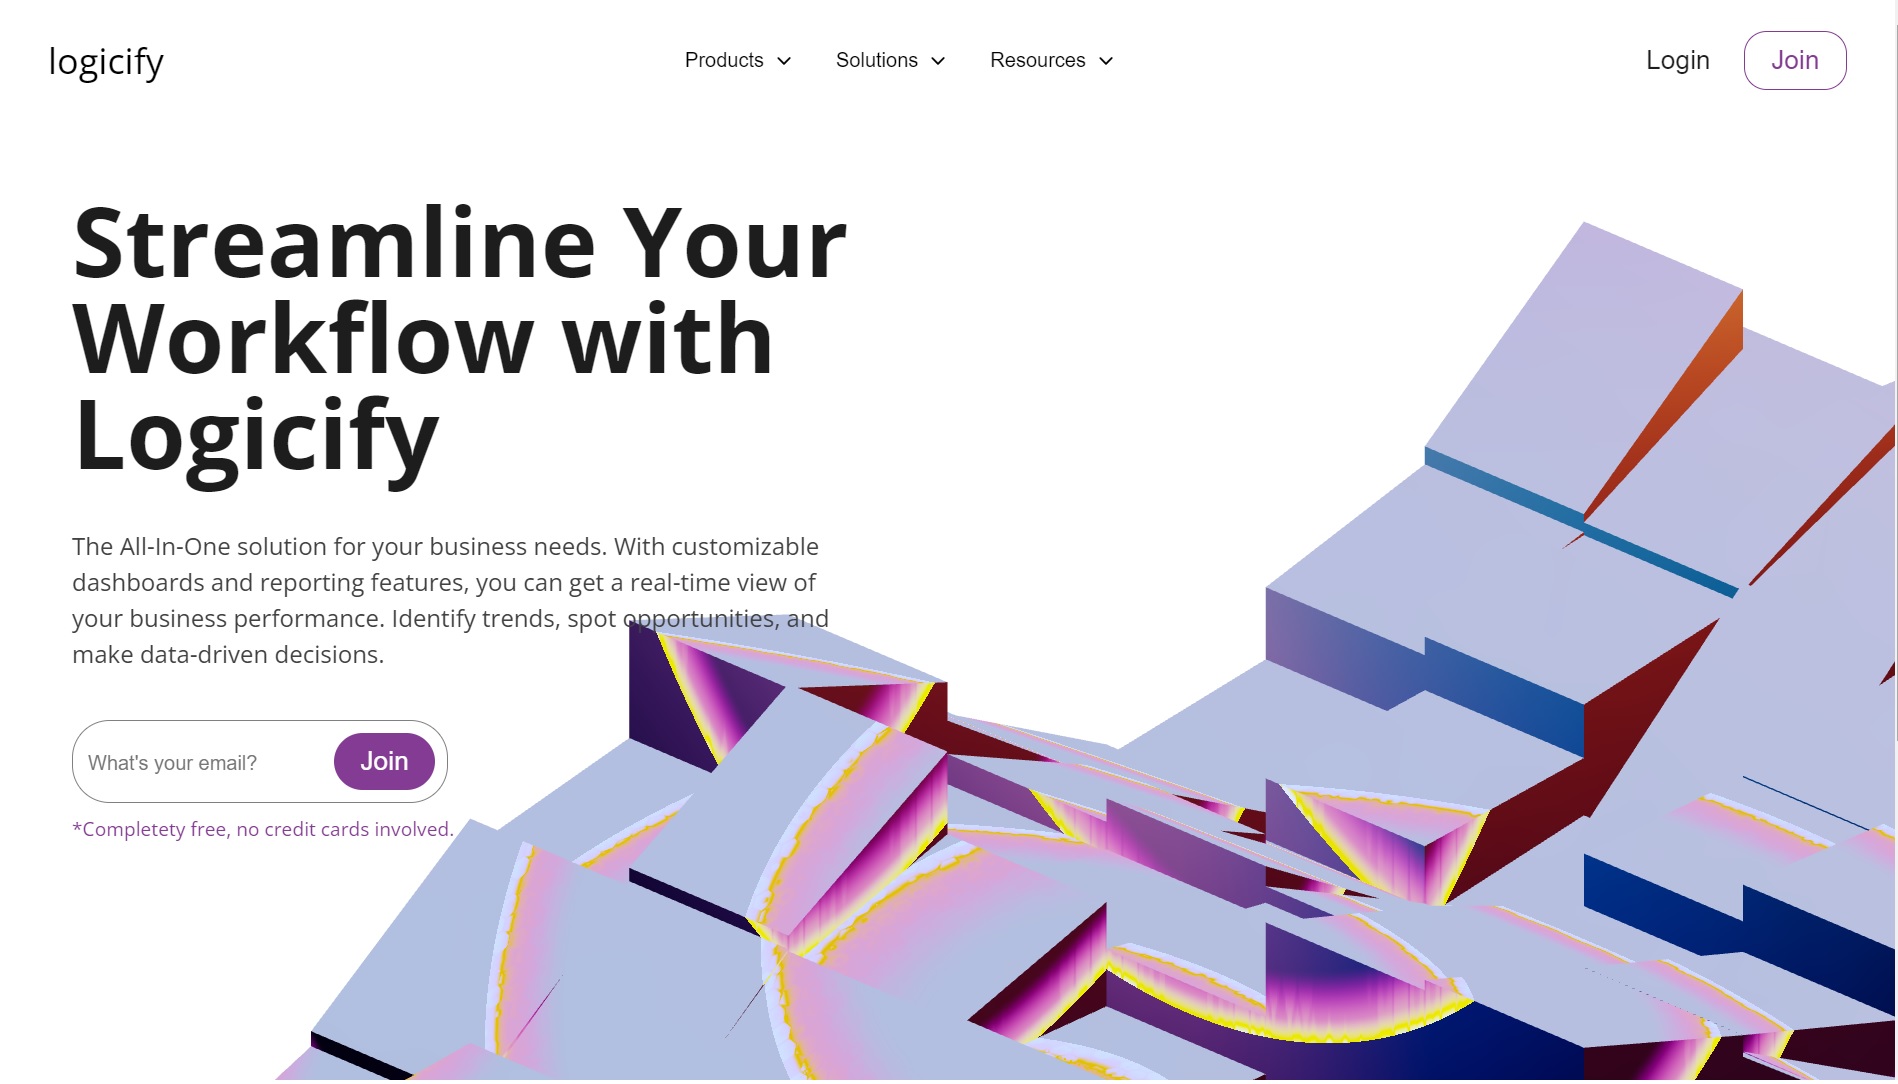 logicify
Products
Solutions
Resources
Login
Join
Streamline Your
Workflow with
Logicify
The All-In-One solution for your business needs. With customizable
dashboards and reporting features, you can get a real-time view of
your business performance. Identify trends, spot opportunities, and
make data-driven decisions.
What's your email?
Join
*Completety free, no credit cards involved.